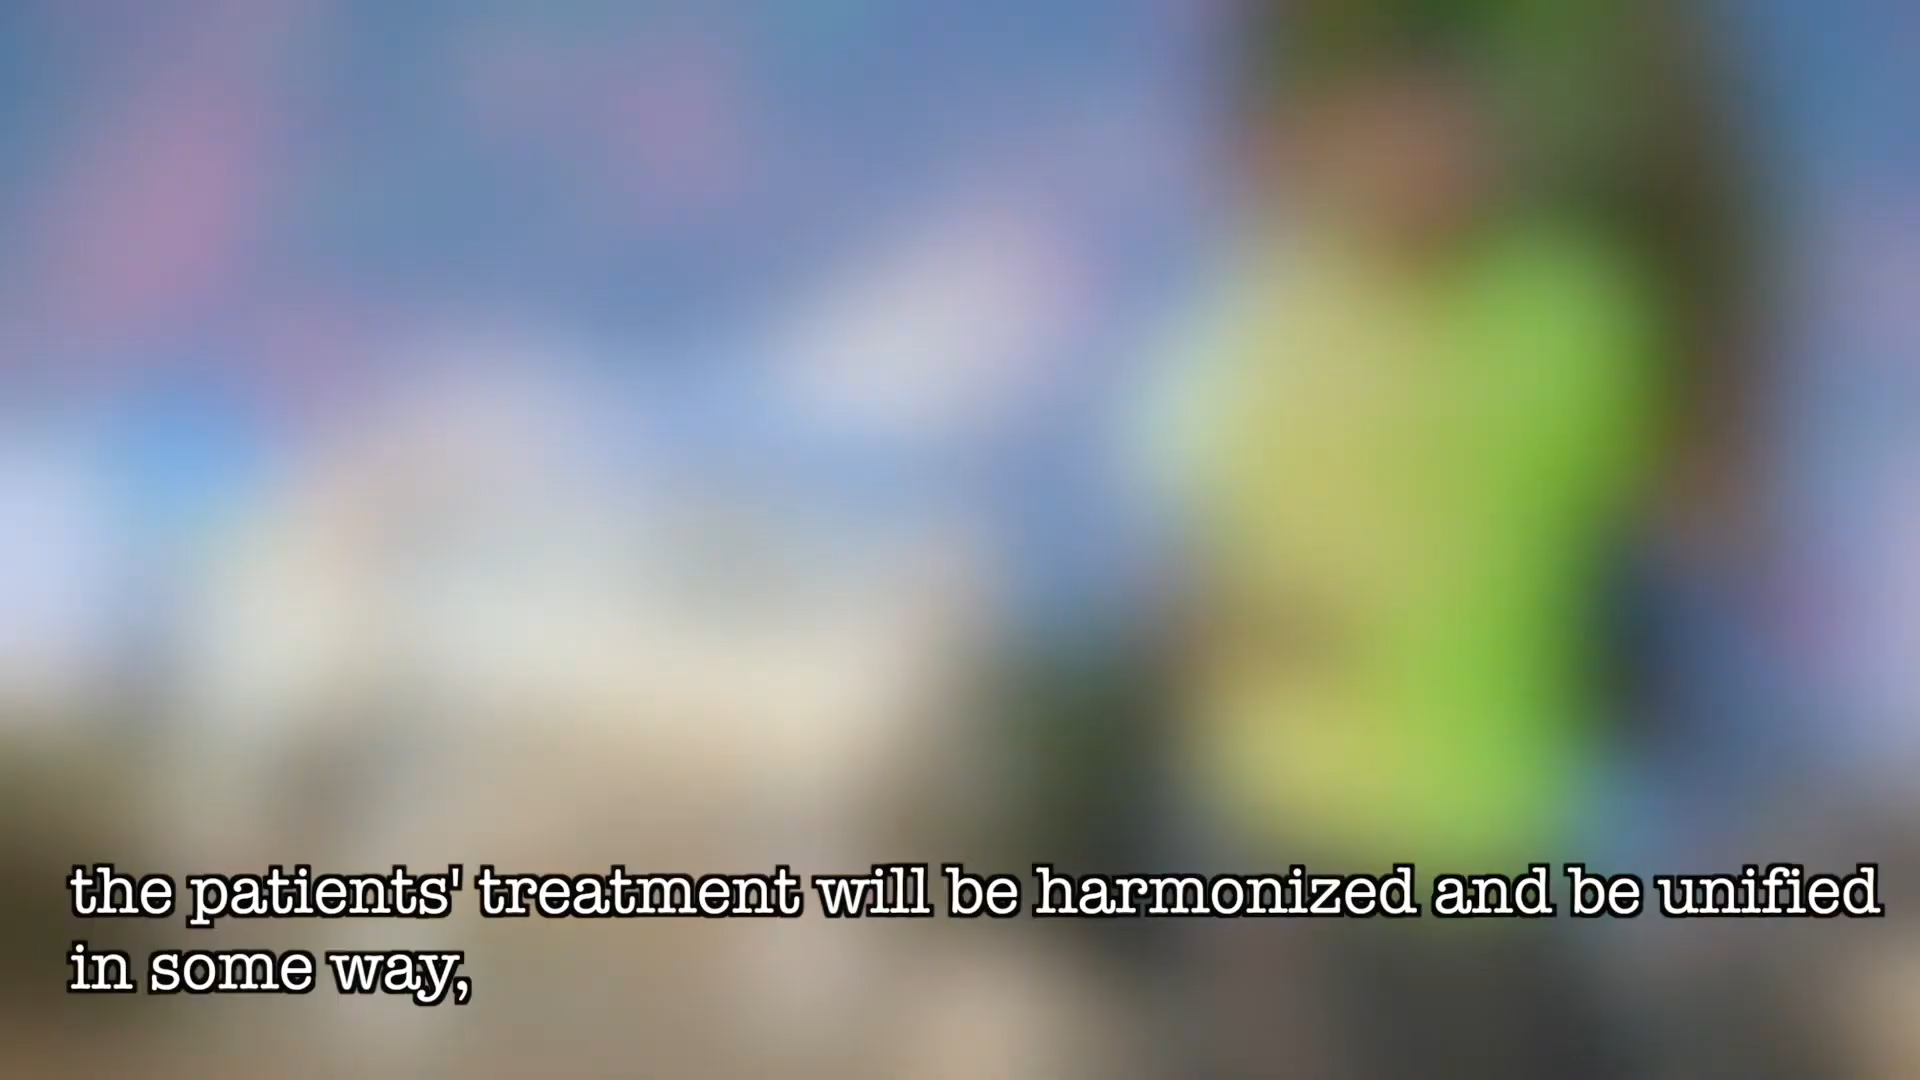 the patients' treatment will be harmonized and be unified
in some way,